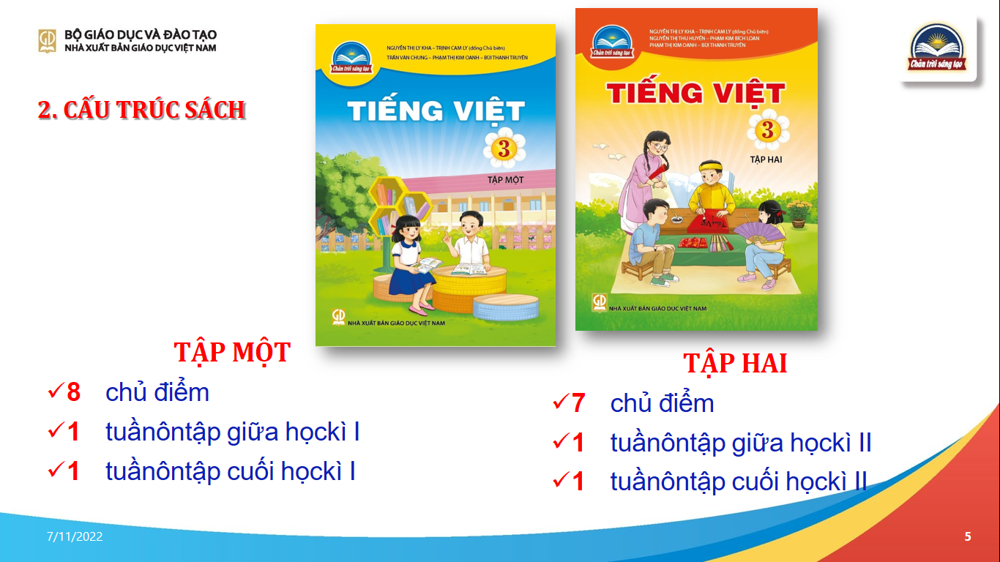 BỘ GIÁO DỤC VÀ ĐÀO TẠO
NHÀ XUẤT BẢN GIÁO DỤC VIỆT NAM
Chân trời sáng tạo
2. CẤU TRÚC SÁCH
NGUYỄN THỊ LY KHA – TRỊNH CAM LY (đồng Chủ biên)
TRẦN VĂN CHUNG – PHẠM THỊ KIM OANH – BÙI THANH TRUYỀN
Chân trời sáng tạo
TIẾNG VIỆT
3
TẬP MỘT
NHÀ XUẤT BẢN GIÁO DỤC VIỆT NAM
NGUYỄN THỊ LY KHA – TRỊNH CAM LY (đồng Chủ biên)
NGUYỄN THỊ THU HUYỀN – PHẠM KIM BÍCH LOAN
PHẠM THỊ KIM OANH – BÙI THANH TRUYỀN
Chân trời sáng tạo
TIẾNG VIỆT
3
TẬP HAI
Tiếng Việt
NHÀ XUẤT BẢN GIÁO DỤC VIỆT NAM
TẬP MỘT
8 chủ điểm
1 tuầnôntập giữa họckì I
1 tuầnôntập cuối họckì I
TẬP HAI
7 chủ điểm
1 tuầnôntập giữa họckì II
1 tuầnôntập cuối họckì II
7/11/2022
5